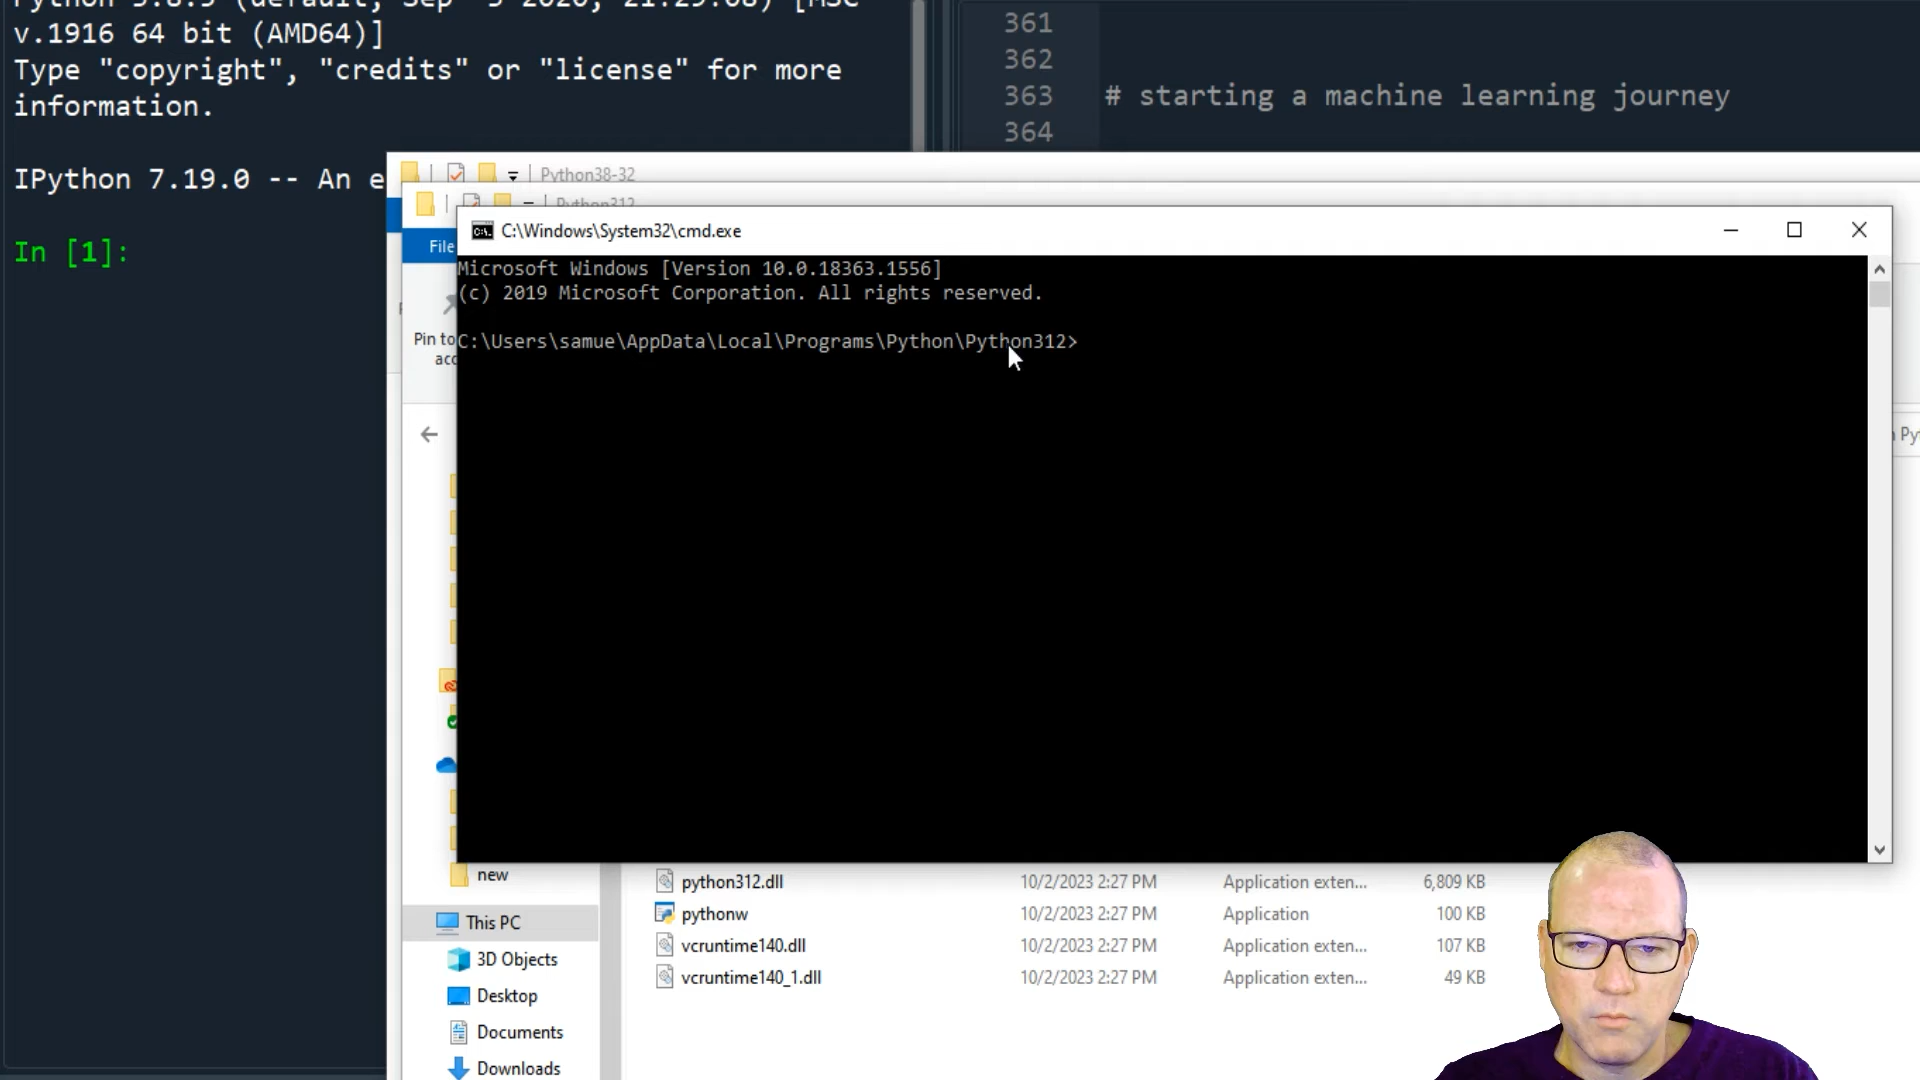 v.1916 64 bit (AMD64)]
Type "copyright", "credits" or "license" for more
information.
IPython 7.19.0 -- An e
In [1]:
361
362
363 # starting a machine learning journey
364
Python38-32
Python312
File
C:\Windows\System32\cmd.exe
Microsoft Windows [Version 10.0.18363.1556]
(c) 2019 Microsoft Corporation. All rights reserved.
C:\Users\samue\AppData\Local\Programs\Python\Python312>
Pin to
acc
Py
new
This PC
3D Objects
Desktop
Documents
Downloads
python312.dll 10/2/2023 2:27 PM Application exten... 6,809 KB
pythonw 10/2/2023 2:27 PM Application 100 KB
vcruntime140.dll 10/2/2023 2:27 PM Application exten... 107 KB
vcruntime140_1.dll 10/2/2023 2:27 PM Application exten... 49 KB